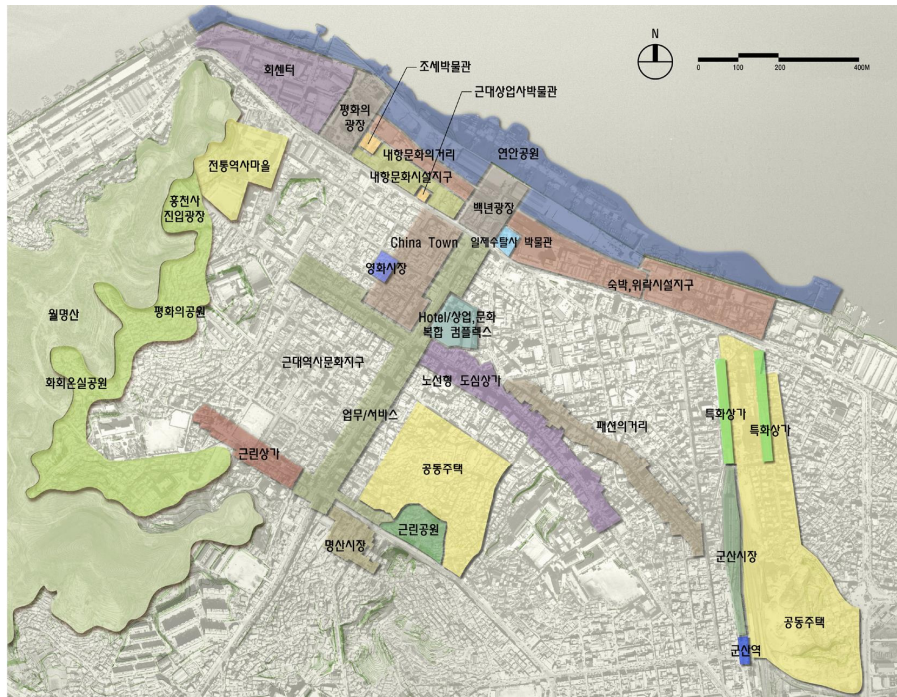 N
0 100 200 400M
회센터
조세박물관
근대상업사박물관
평화의
광장
내항문화의거리
연안공원
전통역사마을
내항문화시설지구
홍천사
진입광장
백년광장
China Town
일제수탈사 박물관
영화시장
숙박,위락시설지구
월명산
평화의공원
Hotel/상업,문화
복합 컴플랙스
근대역사문화지구
화회온실공원
노선형 도심상가
업무/서비스
패션의거리
특화상가
특화상가
근린상가
공동주택
근린공원
명산시장
군산시장
공동주택
군산역